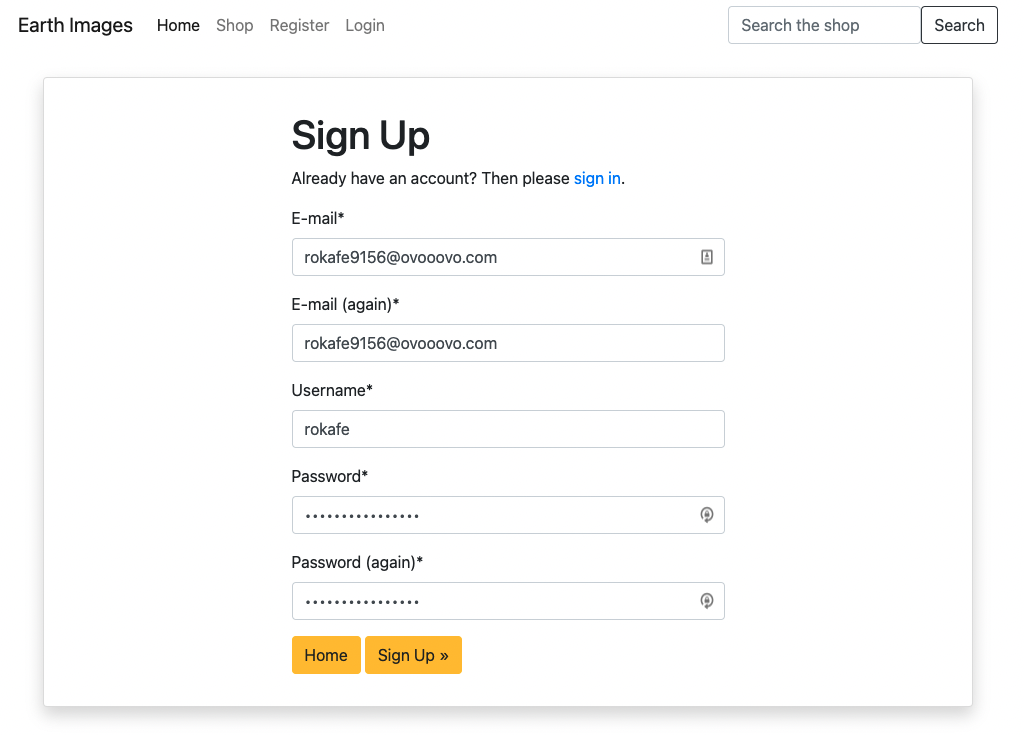 Earth Images Home Shop Register Login Search the shop Search
Sign Up
Already have an account? Then please sign in.
E-mail*
rokafe9156@ovooovo.com
E-mail (again)*
rokafe9156@ovooovo.com
Username*
rokafe
Password*
••••••••••••••••
Password (again)*
••••••••••••••••
Home Sign Up »